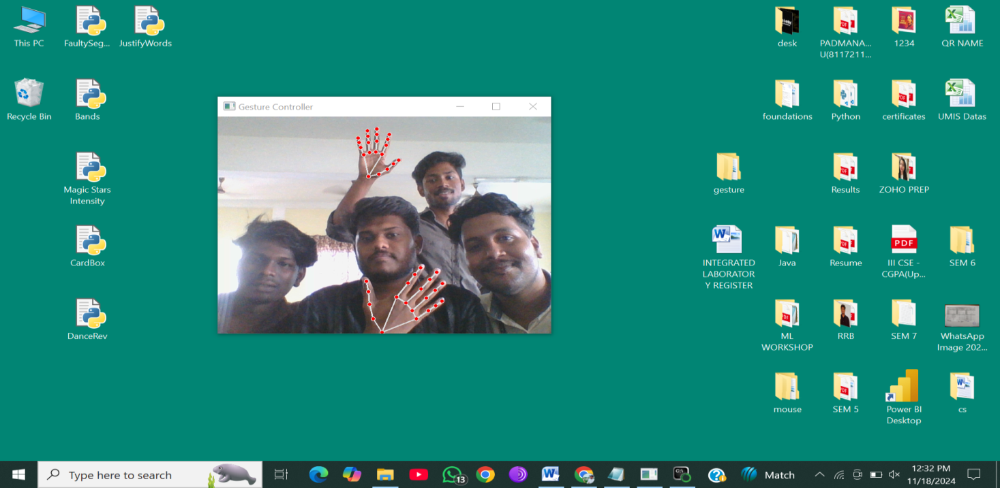 This PC
FaultySeg...
JustifyWords
desk
PADMANA...
U(8117211...
1234
QR NAME
Recycle Bin
Bands
foundations
Python
certificates
UMIS Datas
Gesture Controller
Magic Stars
Intensity
gesture
Results
ZOHO PREP
CardBox
INTEGRATED
LABORATOR
Y REGISTER
Java
Resume
PDF
III CSE -
CGPA(Up...
SEM 6
DanceRev
ML
WORKSHOP
RRB
SEM 7
WhatsApp
Image 202...
mouse
SEM 5
Power BI
Desktop
cs
Type here to search
13
Match
12:32 PM
11/18/2024